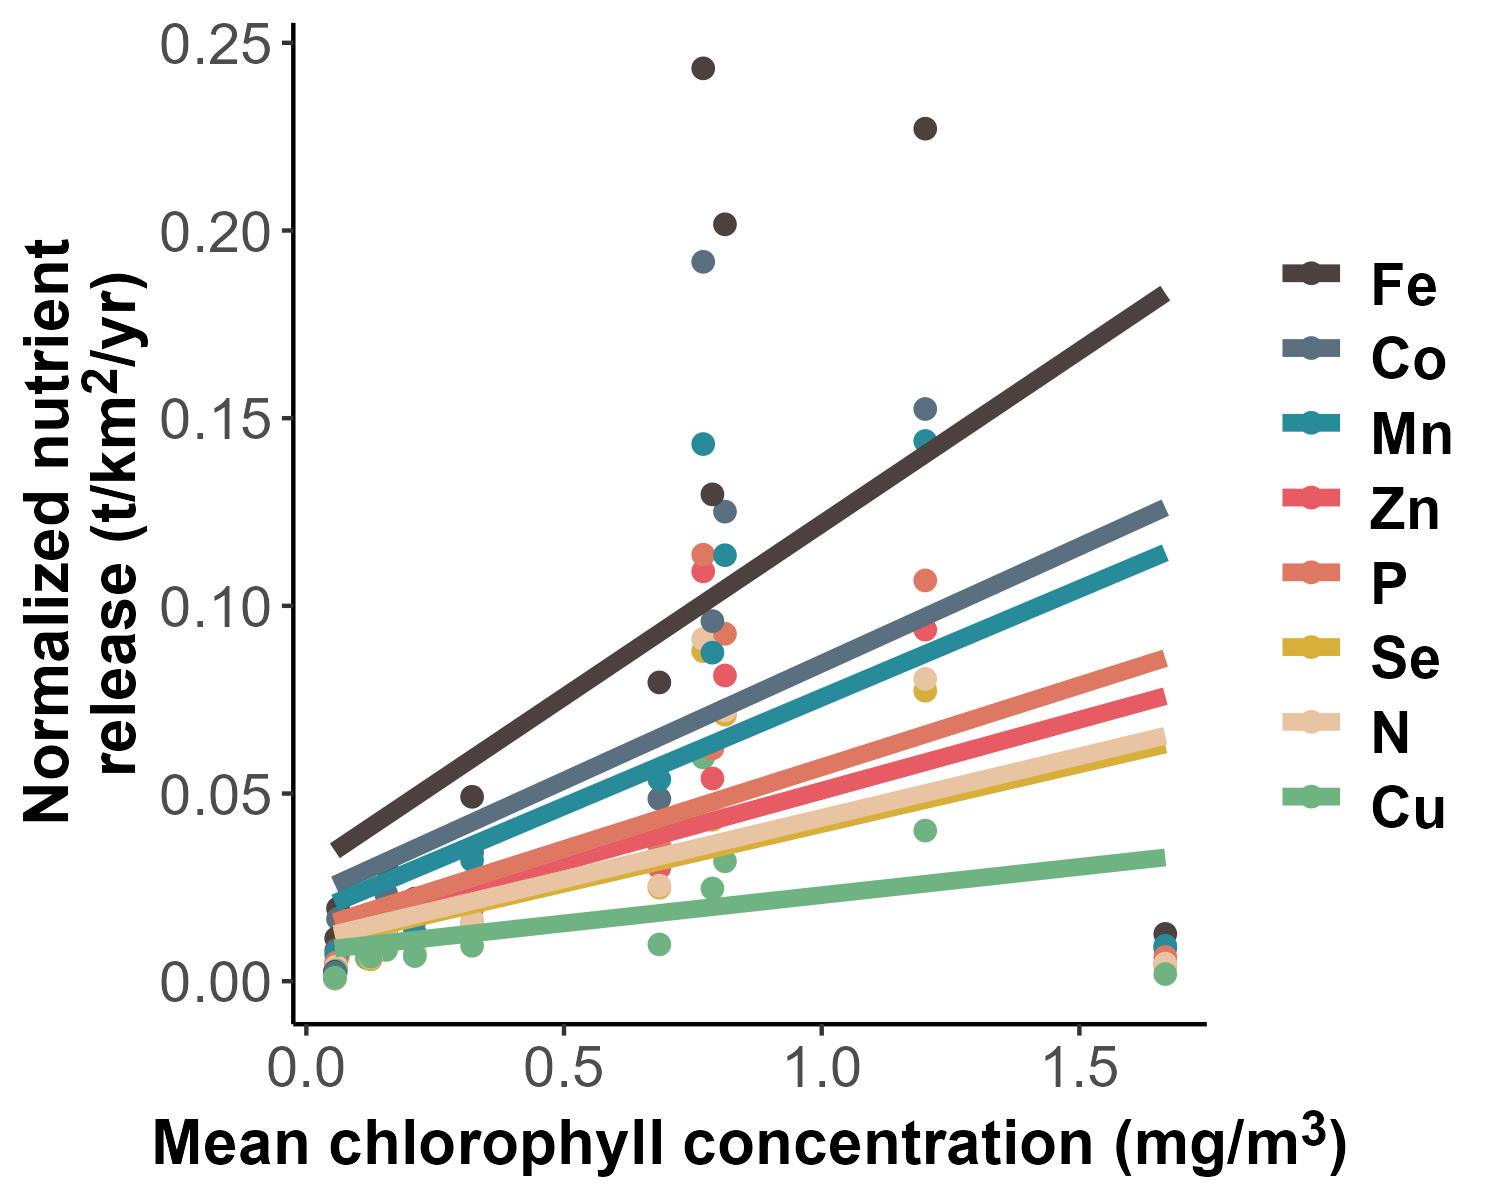 0.25
0.20
0.15
0.10
0.05
0.00
Normalized nutrient
release (t/km²/yr)
0.0 0.5 1.0 1.5
Mean chlorophyll concentration (mg/m³)
Fe
Co
Mn
Zn
P
Se
N
Cu